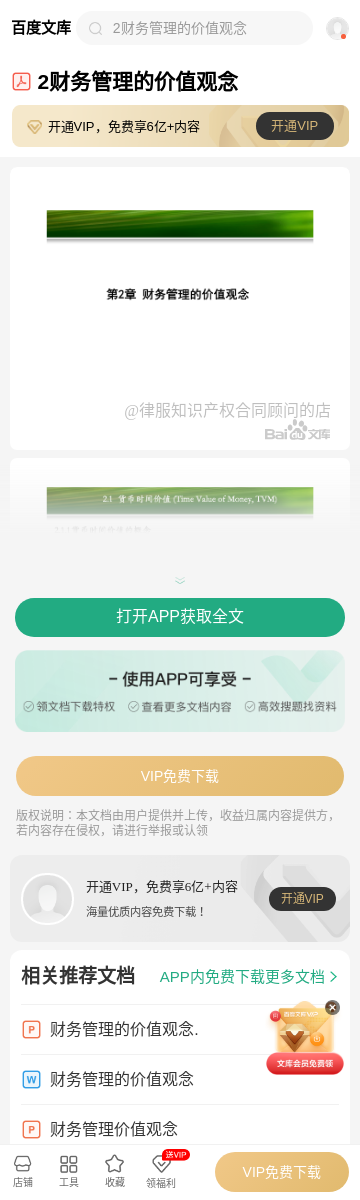 百度文库
2财务管理的价值观念
2财务管理的价值观念
开通VIP，免费享6亿+内容
开通VIP
第2章 财务管理的价值观念
@律服知识产权合同顾问的店
Bai du 文库
2.1 货币时间价值 (Time Value of Money, TVM)
打开APP获取全文
- 使用APP可享受 -
领文档下载特权
查看更多文档内容
高效搜题找资料
VIP免费下载
版权说明：本文档由用户提供并上传，收益归属内容提供方，
若内容存在侵权，请进行举报或认领
开通VIP，免费享6亿+内容
海量优质内容免费下载！
开通VIP
相关推荐文档
APP内免费下载更多文档
财务管理的价值观念.
财务管理的价值观念
财务管理价值观念
文库会员免费领
店铺
工具
收藏
送VIP
领福利
VIP免费下载